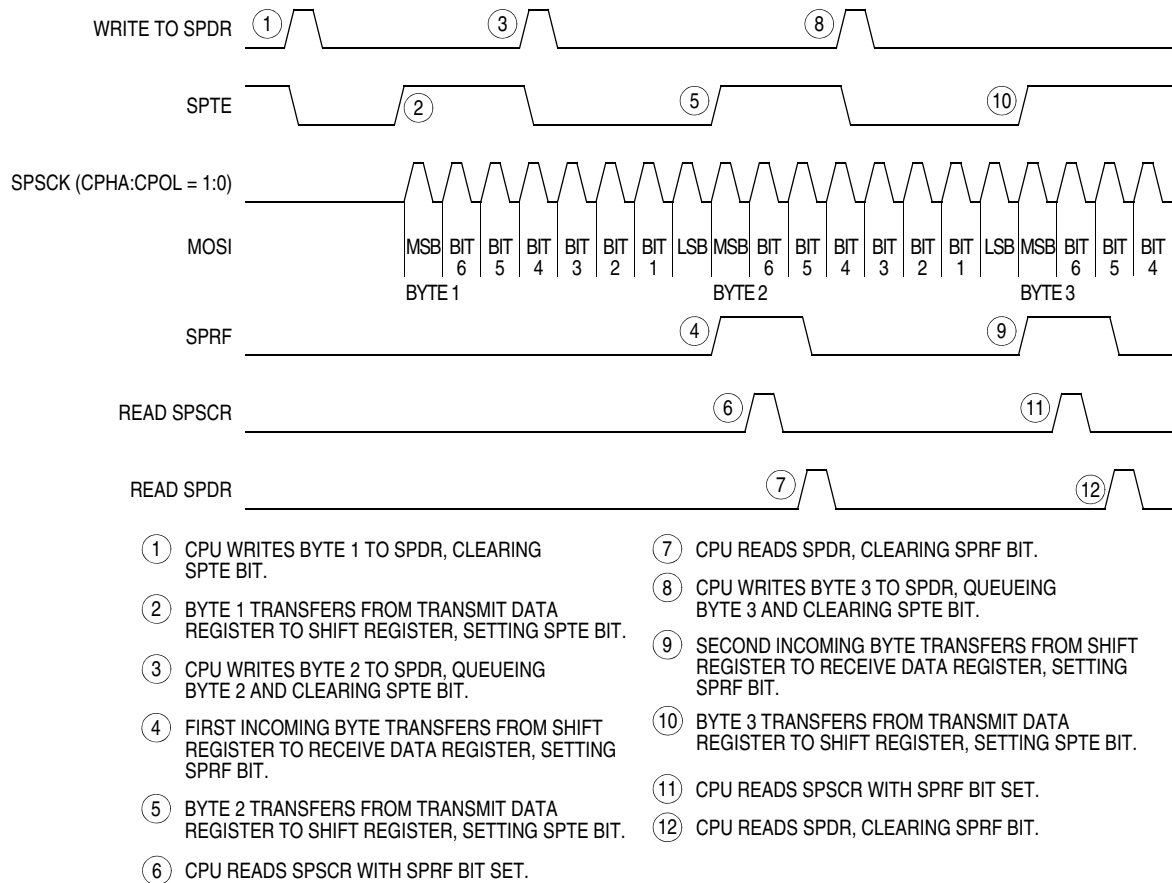 WRITE TO SPDR
1
3
8
SPTE
2
5
10
SPSCK (CPHA:CPOL = 1:0)
MOSI
MSB BIT BIT BIT BIT BIT BIT LSB MSB BIT BIT BIT BIT BIT BIT LSB MSB BIT BIT BIT
6 5 4 3 2 1 6 5 4 3 2 1 6 5 4
BYTE 1 BYTE 2 BYTE 3
SPRF
4
9
READ SPSCR
6
11
READ SPDR
7
12
1 CPU WRITES BYTE 1 TO SPDR, CLEARING
SPTE BIT.
2 BYTE 1 TRANSFERS FROM TRANSMIT DATA
REGISTER TO SHIFT REGISTER, SETTING SPTE BIT.
3 CPU WRITES BYTE 2 TO SPDR, QUEUEING
BYTE 2 AND CLEARING SPTE BIT.
4 FIRST INCOMING BYTE TRANSFERS FROM SHIFT
REGISTER TO RECEIVE DATA REGISTER, SETTING
SPRF BIT.
5 BYTE 2 TRANSFERS FROM TRANSMIT DATA
REGISTER TO SHIFT REGISTER, SETTING SPTE BIT.
6 CPU READS SPSCR WITH SPRF BIT SET.
7 CPU READS SPDR, CLEARING SPRF BIT.
8 CPU WRITES BYTE 3 TO SPDR, QUEUEING
BYTE 3 AND CLEARING SPTE BIT.
9 SECOND INCOMING BYTE TRANSFERS FROM SHIFT
REGISTER TO RECEIVE DATA REGISTER, SETTING
SPRF BIT.
10 BYTE 3 TRANSFERS FROM TRANSMIT DATA
REGISTER TO SHIFT REGISTER, SETTING SPTE BIT.
11 CPU READS SPSCR WITH SPRF BIT SET.
12 CPU READS SPDR, CLEARING SPRF BIT.